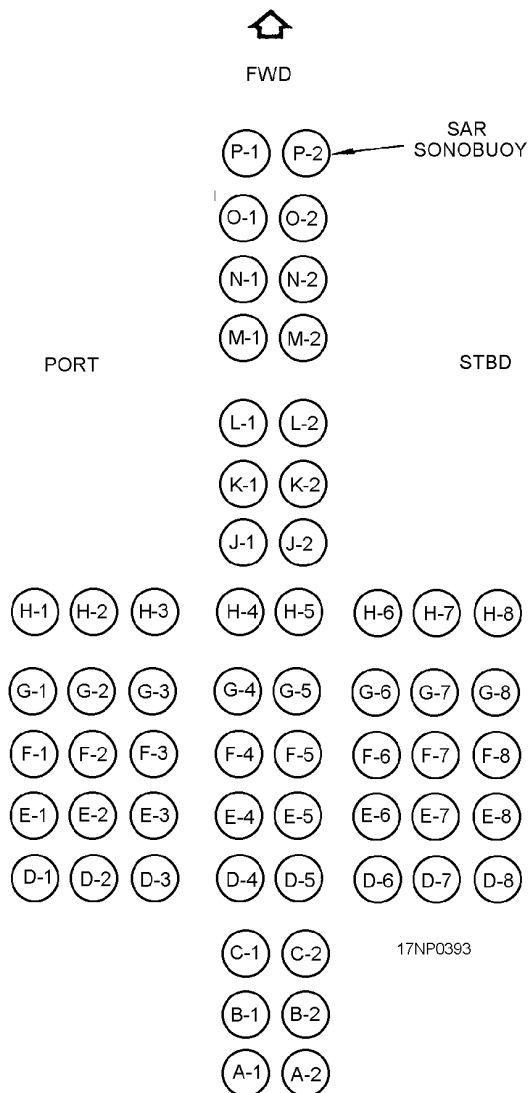 FWD
P-1 P-2 SAR
SONOBUOY
O-1 O-2
N-1 N-2
M-1 M-2
PORT STBD
L-1 L-2
K-1 K-2
J-1 J-2
H-1 H-2 H-3 H-4 H-5 H-6 H-7 H-8
G-1 G-2 G-3 G-4 G-5 G-6 G-7 G-8
F-1 F-2 F-3 F-4 F-5 F-6 F-7 F-8
E-1 E-2 E-3 E-4 E-5 E-6 E-7 E-8
D-1 D-2 D-3 D-4 D-5 D-6 D-7 D-8
C-1 C-2 17NP0393
B-1 B-2
A-1 A-2